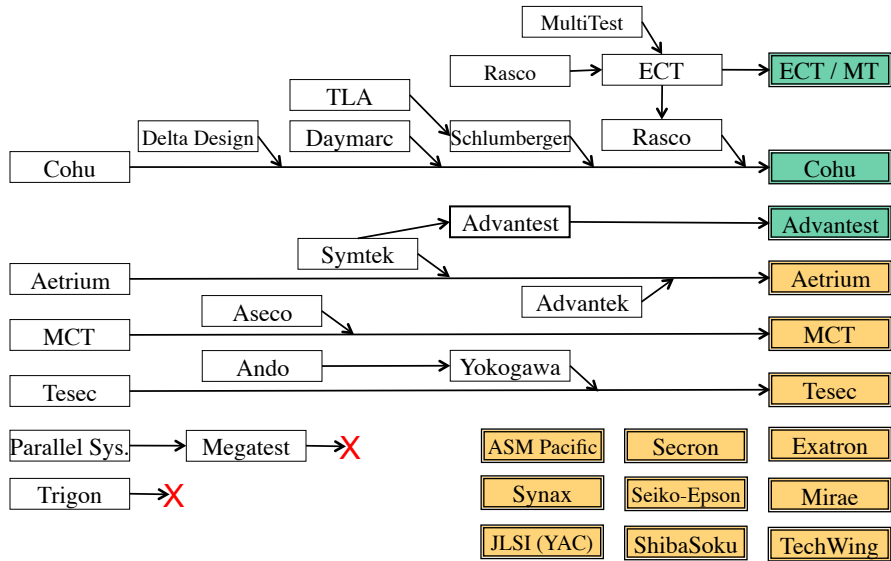 MultiTest
Rasco
ECT
ECT / MT
TLA
Delta Design
Daymarc
Schlumberger
Rasco
Cohu
Cohu
Advantest
Advantest
Symtek
Aetrium
Advantek
Aetrium
Aseco
MCT
MCT
Ando
Yokogawa
Tesec
Tesec
Parallel Sys.
Megatest
X
ASM Pacific
Secron
Exatron
Trigon
X
Synax
Seiko-Epson
Mirae
JLSI (YAC)
ShibaSoku
TechWing